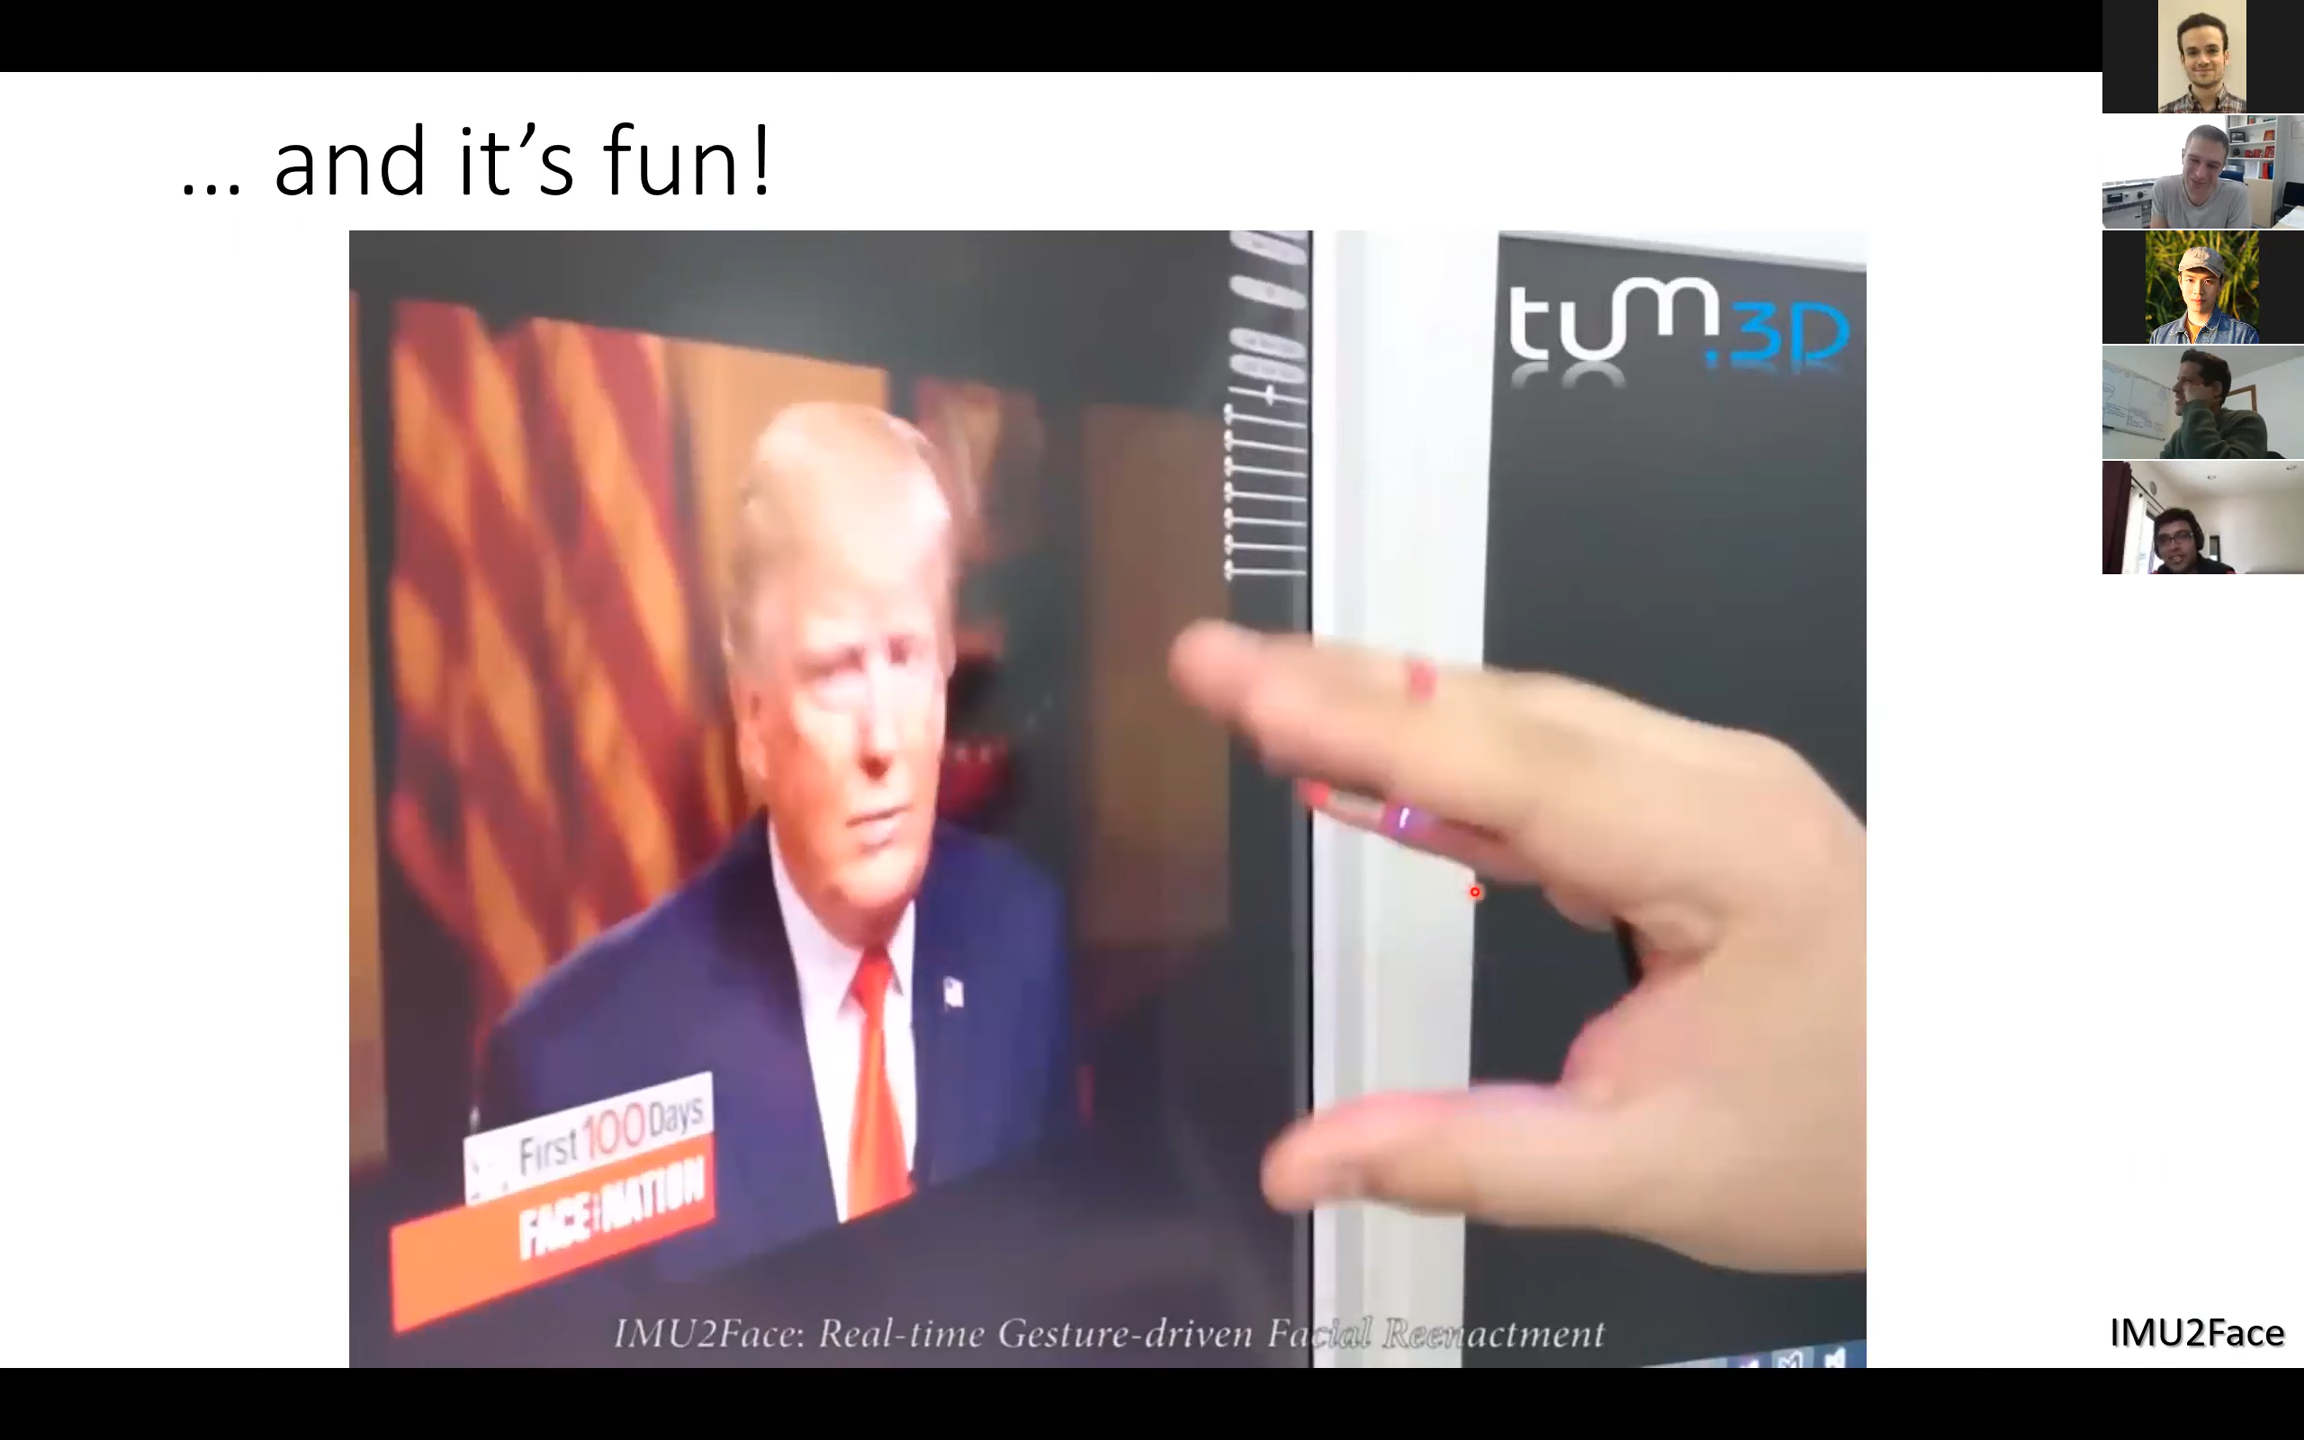 ... and it's fun!
tum.3D
First 100 Days
FACE THE NATION
IMU2Face: Real-time Gesture-driven Facial Reenactment
IMU2Face